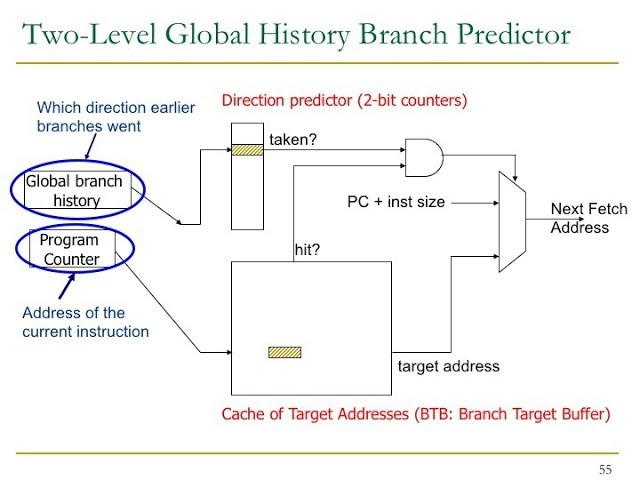 Two-Level Global History Branch Predictor
Which direction earlier
branches went
Direction predictor (2-bit counters)
taken?
Global branch
history
PC + inst size
Next Fetch
Address
Program
Counter
hit?
Address of the
current instruction
target address
Cache of Target Addresses (BTB: Branch Target Buffer)
55